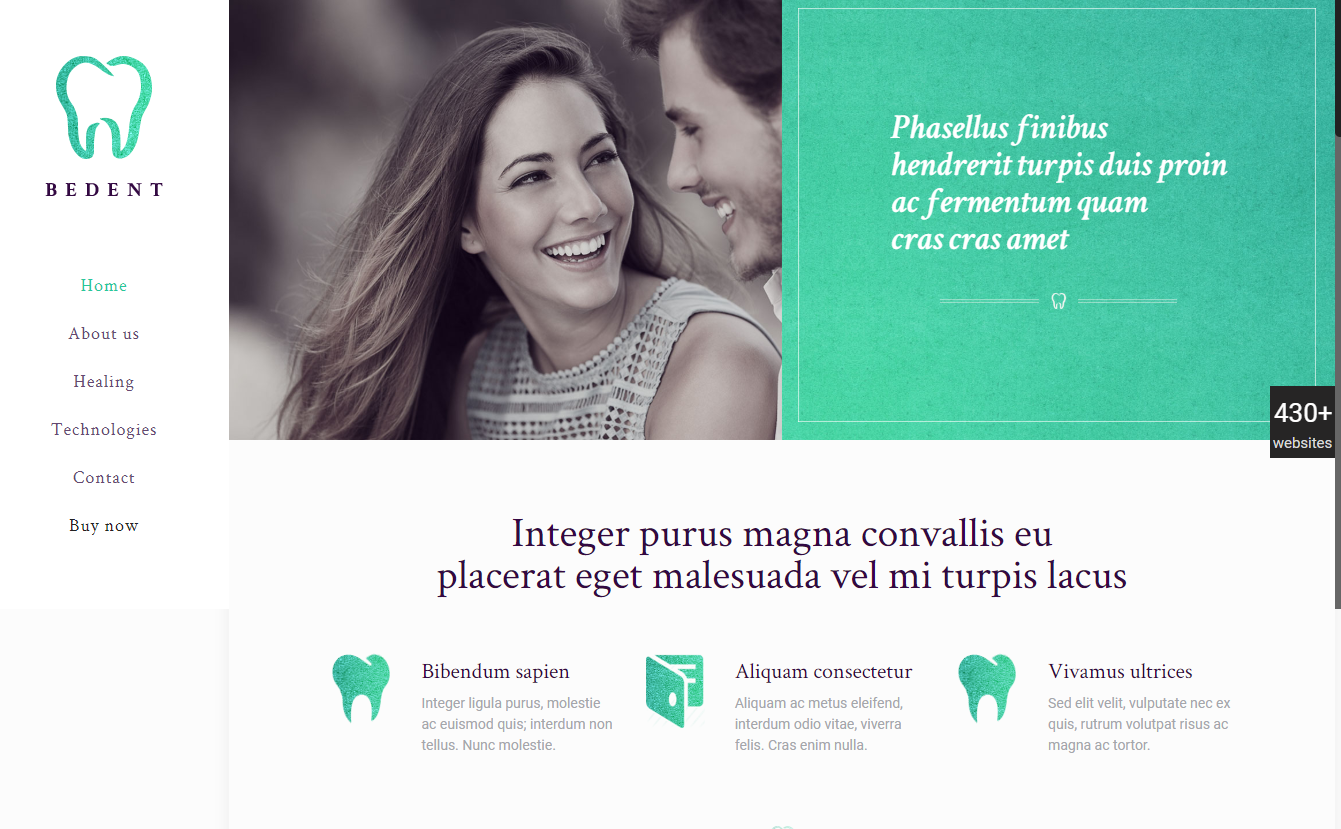 BEDENT
Home
About us
Healing
Technologies
Contact
Buy now
Phasellus finibus
hendrerit turpis duis proin
ac fermentum quam
cras cras amet
430+
websites
Integer purus magna convallis eu
placerat eget malesuada vel mi turpis lacus
Bibendum sapien
Integer ligula purus, molestie
ac euismod quis; interdum non
tellus. Nunc molestie.
Aliquam consectetur
Aliquam ac metus eleifend,
interdum odio vitae, viverra
felis. Cras enim nulla.
Vivamus ultrices
Sed elit velit, vulputate nec ex
quis, rutrum volutpat risus ac
magna ac tortor.